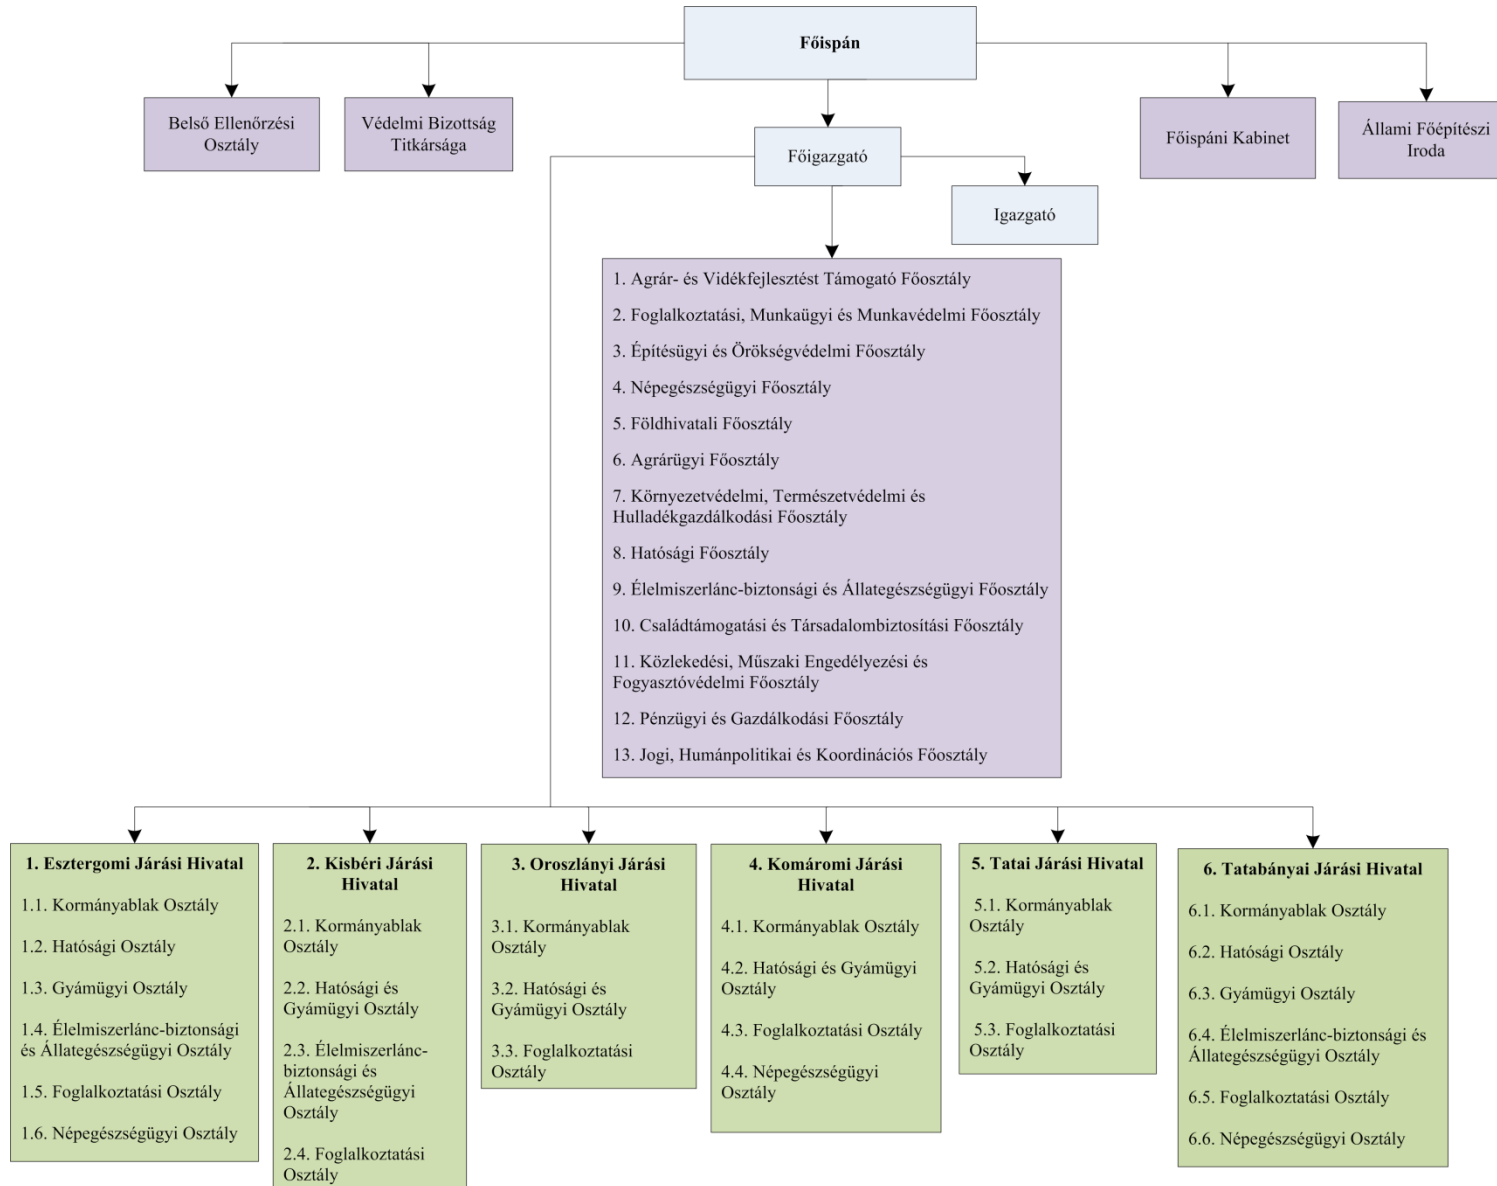 Főispán
Belső Ellenőrzési
Osztály
Védelmi Bizottság
Titkársága
Főispáni Kabinet
Állami Főépítészi
Iroda
Főigazgató
Igazgató
1. Agrár- és Vidékfejlesztést Támogató Főosztály
2. Foglalkoztatási, Munkaügyi és Munkavédelmi Főosztály
3. Építésügyi és Örökségvédelmi Főosztály
4. Népegészségügyi Főosztály
5. Földhivatali Főosztály
6. Agrárügyi Főosztály
7. Környezetvédelmi, Természetvédelmi és
Hulladékgazdálkodási Főosztály
8. Hatósági Főosztály
9. Élelmiszerlánc-biztonsági és Állategészségügyi Főosztály
10. Családtámogatási és Társadalombiztosítási Főosztály
11. Közlekedési, Műszaki Engedélyezési és
Fogyasztóvédelmi Főosztály
12. Pénzügyi és Gazdálkodási Főosztály
13. Jogi, Humánpolitikai és Koordinációs Főosztály
1. Esztergomi Járási Hivatal
1.1. Kormányablak Osztály
1.2. Hatósági Osztály
1.3. Gyámügyi Osztály
1.4. Élelmiszerlánc-biztonsági
és Állategészségügyi Osztály
1.5. Foglalkoztatási Osztály
1.6. Népegészségügyi Osztály
2. Kisbéri Járási
Hivatal
2.1. Kormányablak
Osztály
2.2. Hatósági és
Gyámügyi Osztály
2.3. Élelmiszerlánc-
biztonsági és
Állategészségügyi
Osztály
2.4. Foglalkoztatási
Osztály
3. Oroszlányi Járási
Hivatal
3.1. Kormányablak
Osztály
3.2. Hatósági és
Gyámügyi Osztály
3.3. Foglalkoztatási
Osztály
4. Komáromi Járási
Hivatal
4.1. Kormányablak Osztály
4.2. Hatósági és Gyámügyi
Osztály
4.3. Foglalkoztatási Osztály
4.4. Népegészségügyi
Osztály
5. Tatai Járási Hivatal
5.1. Kormányablak
Osztály
5.2. Hatósági és
Gyámügyi Osztály
5.3. Foglalkoztatási
Osztály
6. Tatabányai Járási Hivatal
6.1. Kormányablak Osztály
6.2. Hatósági Osztály
6.3. Gyámügyi Osztály
6.4. Élelmiszerlánc-biztonsági és
Állategészségügyi Osztály
6.5. Foglalkoztatási Osztály
6.6. Népegészségügyi Osztály